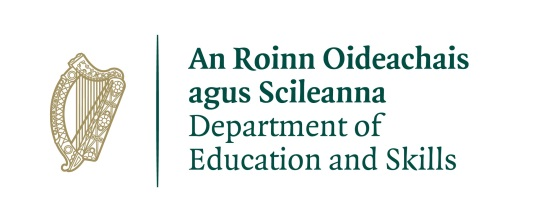 An Roinn Oideachais
agus Scileanna
Department of
Education and Skills